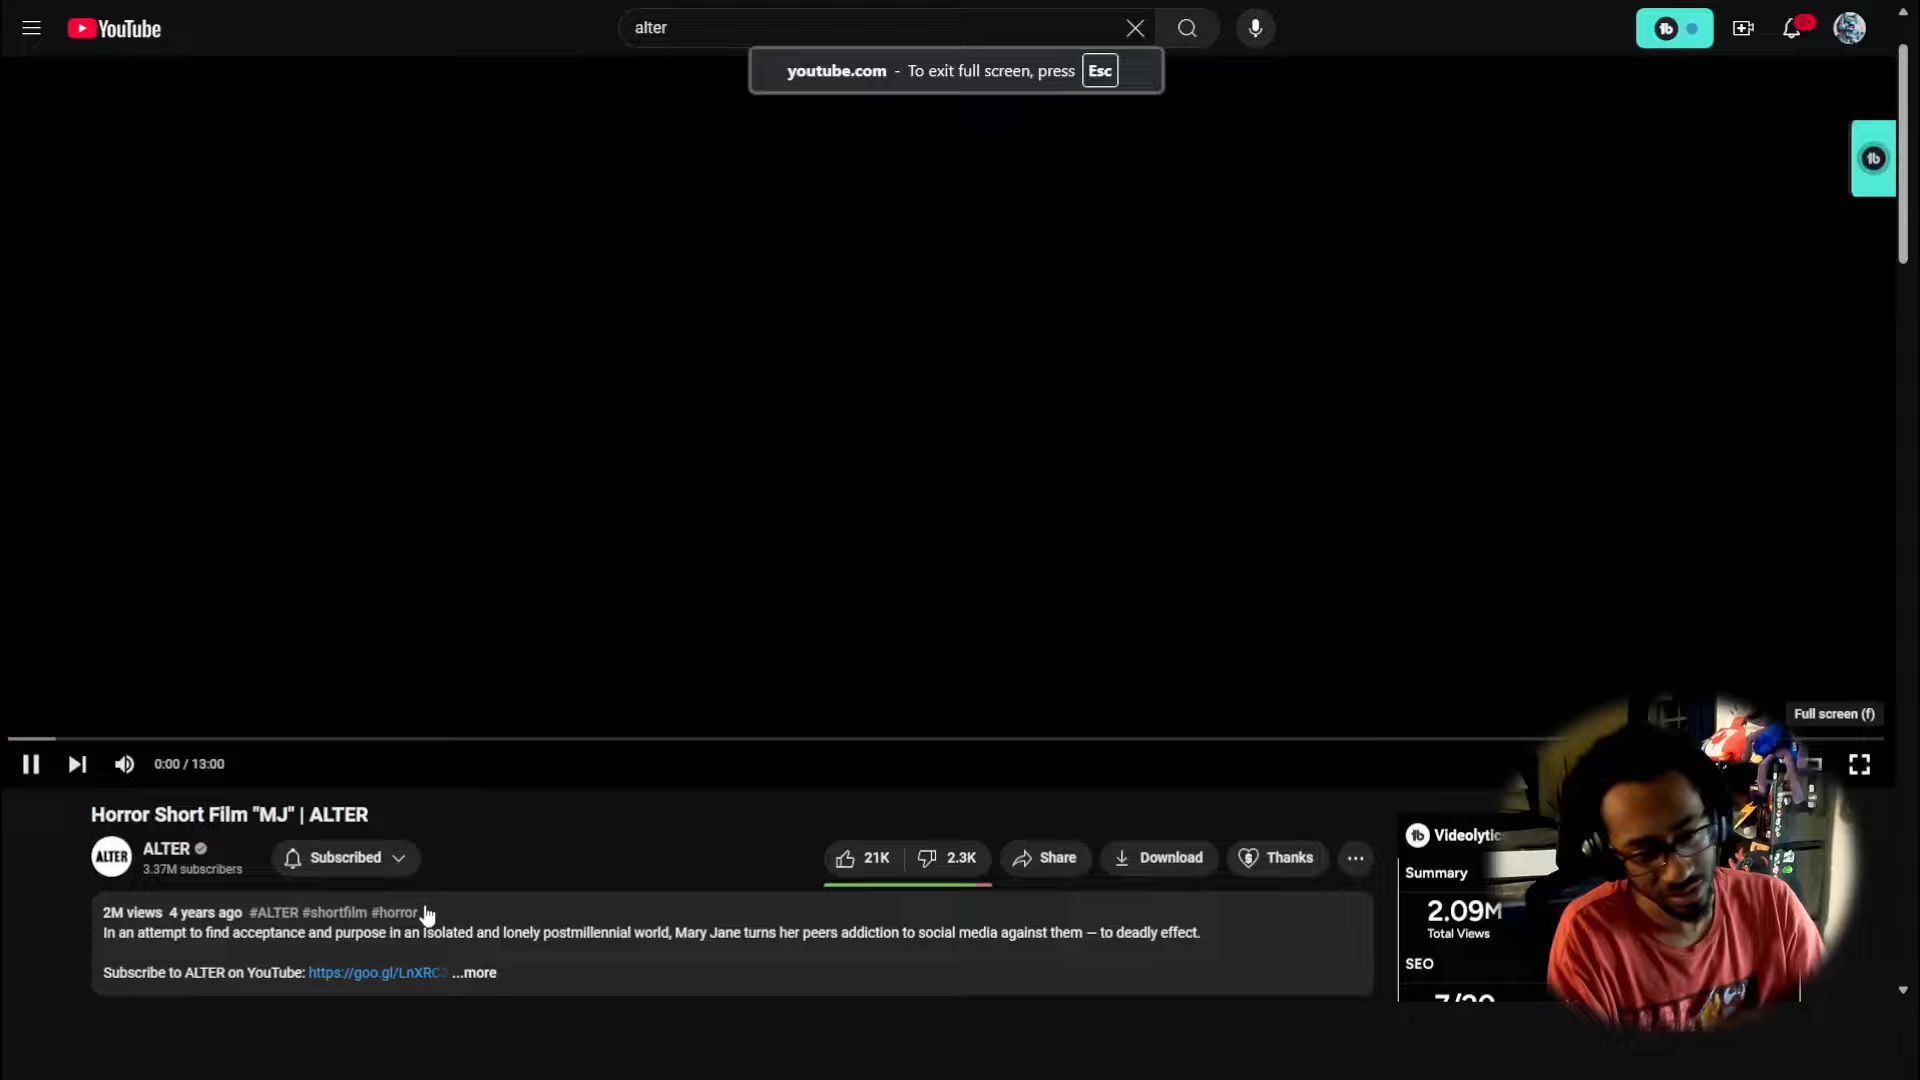 YouTube
alter
youtube.com - To exit full screen, press Esc
Full screen (f)
0:00 / 13:00
Horror Short Film "MJ" | ALTER
ALTER
ALTER
3.37M subscribers
Subscribed
21K
2.3K
Share
Download
Thanks
2M views 4 years ago #ALTER #shortfilm #horror
In an attempt to find acceptance and purpose in an isolated and lonely postmillennial world, Mary Jane turns her peers addiction to social media against them — to deadly effect.
Subscribe to ALTER on YouTube: https://goo.gl/LnXRC ...more
Summary
2.09M
Total Views
SEO